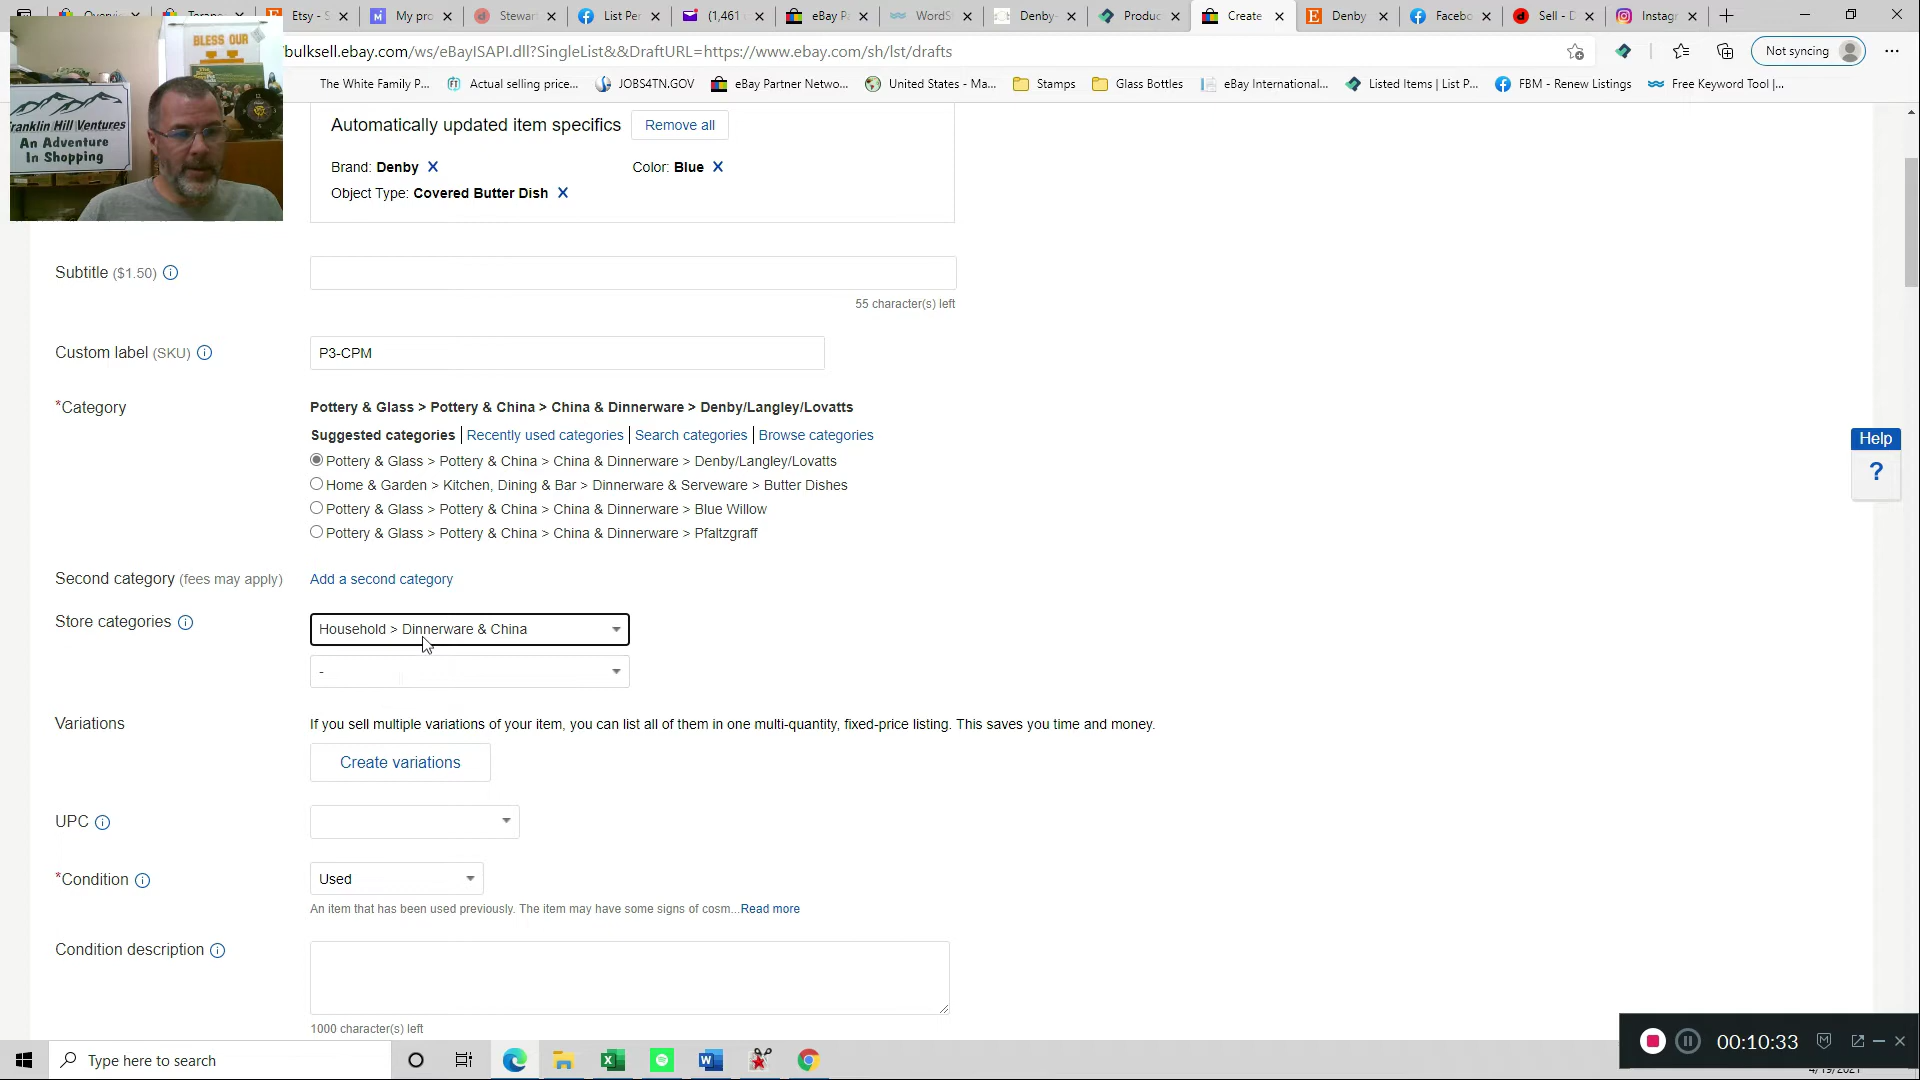 Overvi
Etsy - S
My pro
Stewar
List Pe
(1,461
eBay Pa
WordS
Denby
Produc
Create
Denby
Facebo
Sell - D
Instag
bulksell.ebay.com/ws/eBayISAPI.dll?SingleList&&DraftURL=https://www.ebay.com/sh/lst/drafts
Not syncing
The White Family P...
Actual selling price...
JOBS4TN.GOV
eBay Partner Netwo...
United States - Ma...
Stamps
Glass Bottles
eBay International...
Listed Items | List P...
FBM - Renew Listings
Free Keyword Tool |...
BLESS OUR
Franklin Hill Ventures
An Adventure
In Shopping
Automatically updated item specifics
Remove all
Brand: Denby
Color: Blue
Object Type: Covered Butter Dish
Subtitle ($1.50)
55 character(s) left
Custom label (SKU)
P3-CPM
*Category
Pottery & Glass > Pottery & China > China & Dinnerware > Denby/Langley/Lovatts
Suggested categories | Recently used categories | Search categories | Browse categories
Pottery & Glass > Pottery & China > China & Dinnerware > Denby/Langley/Lovatts
Home & Garden > Kitchen, Dining & Bar > Dinnerware & Serveware > Butter Dishes
Pottery & Glass > Pottery & China > China & Dinnerware > Blue Willow
Pottery & Glass > Pottery & China > China & Dinnerware > Pfaltzgraff
Help
?
Second category (fees may apply)
Add a second category
Store categories
Household > Dinnerware & China
-
Variations
If you sell multiple variations of your item, you can list all of them in one multi-quantity, fixed-price listing. This saves you time and money.
Create variations
UPC
*Condition
Used
An item that has been used previously. The item may have some signs of cosm...Read more
Condition description
1000 character(s) left
Type here to search
00:10:33
4/19/2021